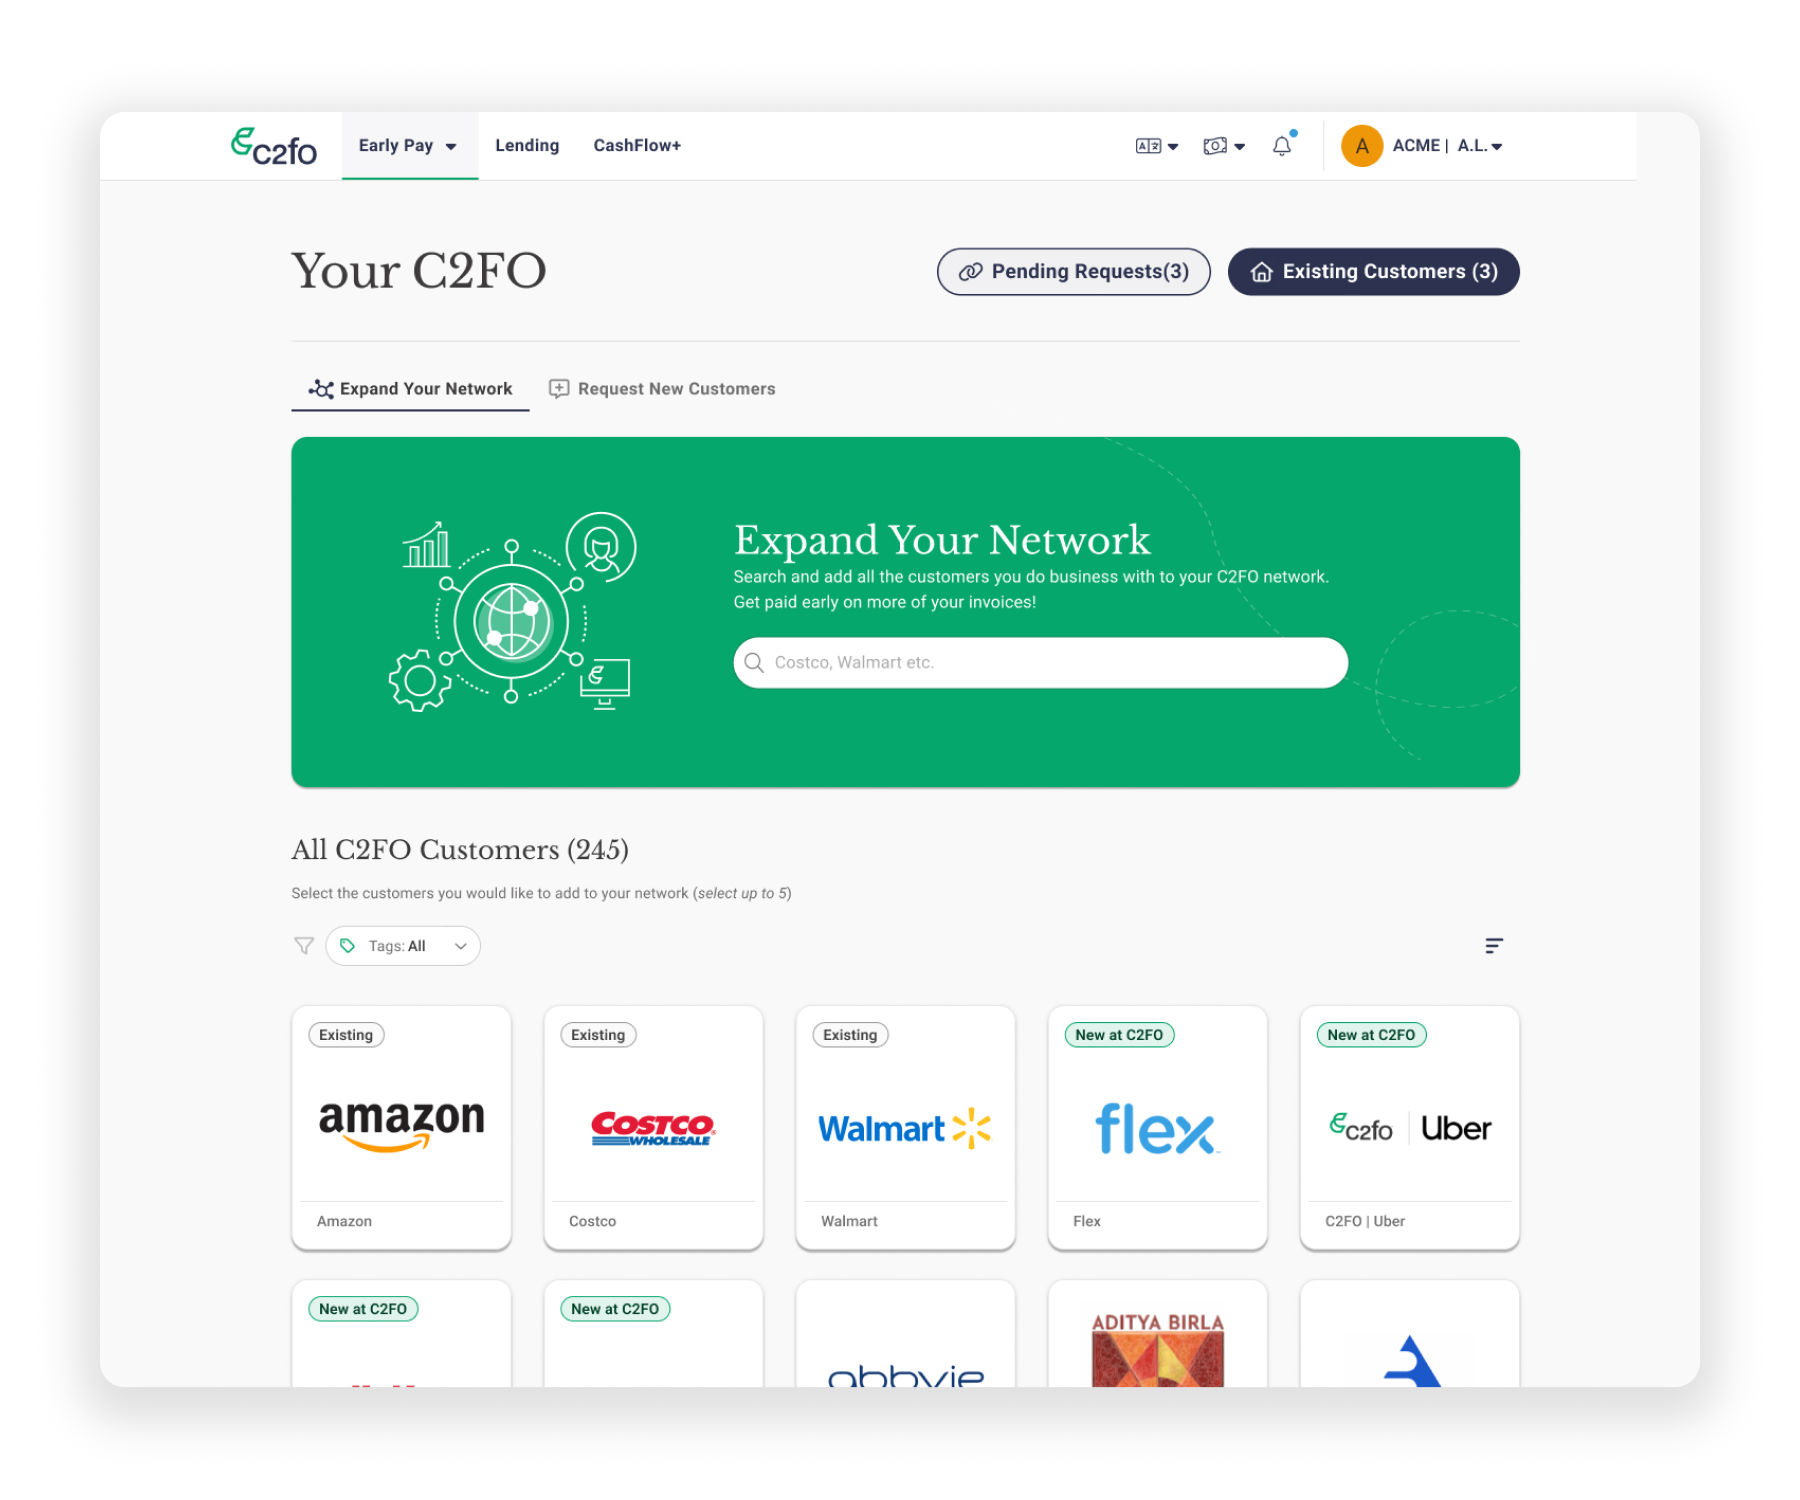 c2fo
Early Pay
Lending
CashFlow+
A
ACME | A.L.
Your C2FO
Pending Requests(3)
Existing Customers (3)
Expand Your Network
Request New Customers
Expand Your Network
Search and add all the customers you do business with to your C2FO network.
Get paid early on more of your invoices!
Costco, Walmart etc.
All C2FO Customers (245)
Select the customers you would like to add to your network (select up to 5)
Tags: All
Existing
Existing
Existing
New at C2FO
New at C2FO
amazon
COSTCO
WHOLESALE
Walmart
flex
c2fo | Uber
Amazon
Costco
Walmart
Flex
C2FO | Uber
New at C2FO
New at C2FO
ADITYA BIRLA
abbvie